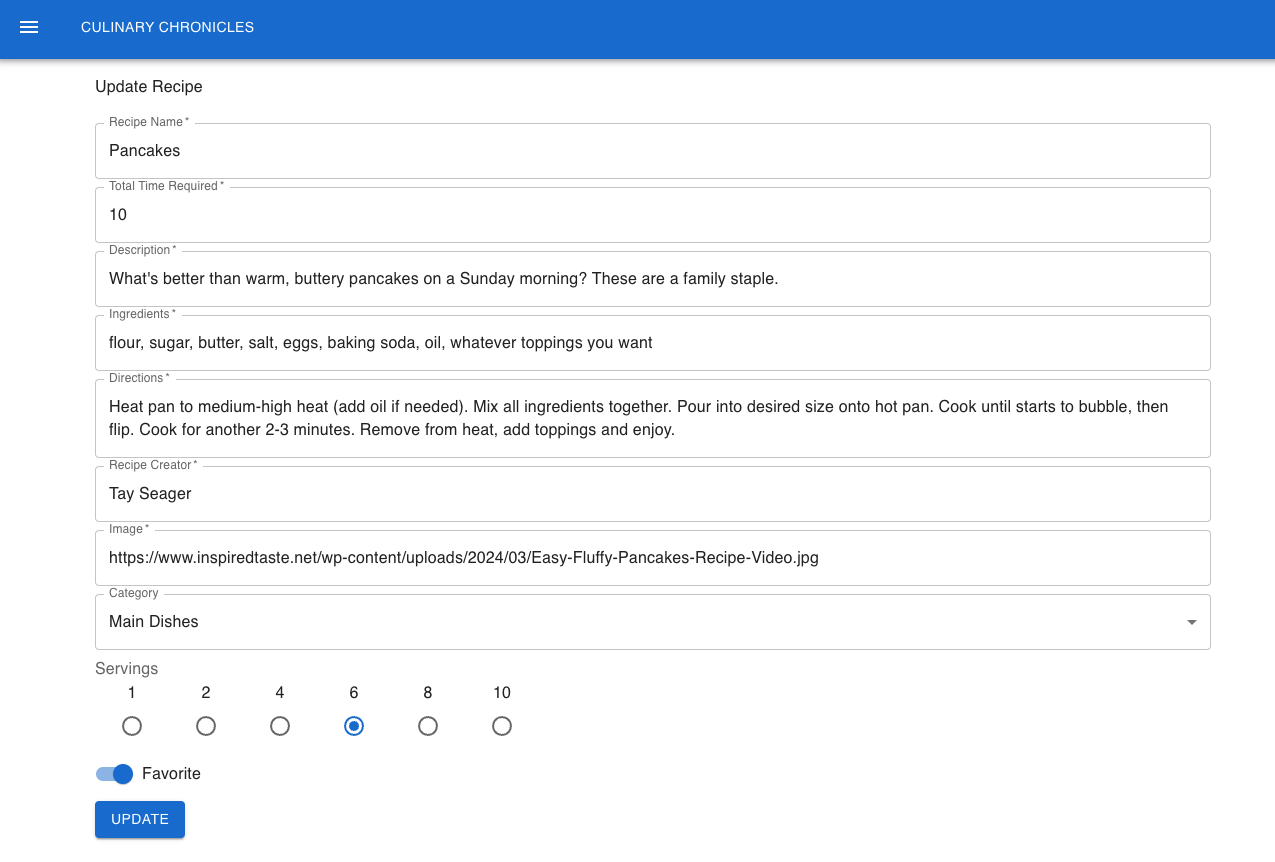 CULINARY CHRONICLES
Update Recipe
Recipe Name *
Pancakes
Total Time Required *
10
Description *
What's better than warm, buttery pancakes on a Sunday morning? These are a family staple.
Ingredients *
flour, sugar, butter, salt, eggs, baking soda, oil, whatever toppings you want
Directions *
Heat pan to medium-high heat (add oil if needed). Mix all ingredients together. Pour into desired size onto hot pan. Cook until starts to bubble, then
flip. Cook for another 2-3 minutes. Remove from heat, add toppings and enjoy.
Recipe Creator *
Tay Seager
Image *
https://www.inspiredtaste.net/wp-content/uploads/2024/03/Easy-Fluffy-Pancakes-Recipe-Video.jpg
Category
Main Dishes
Servings
1 2 4 6 8 10
Favorite
UPDATE